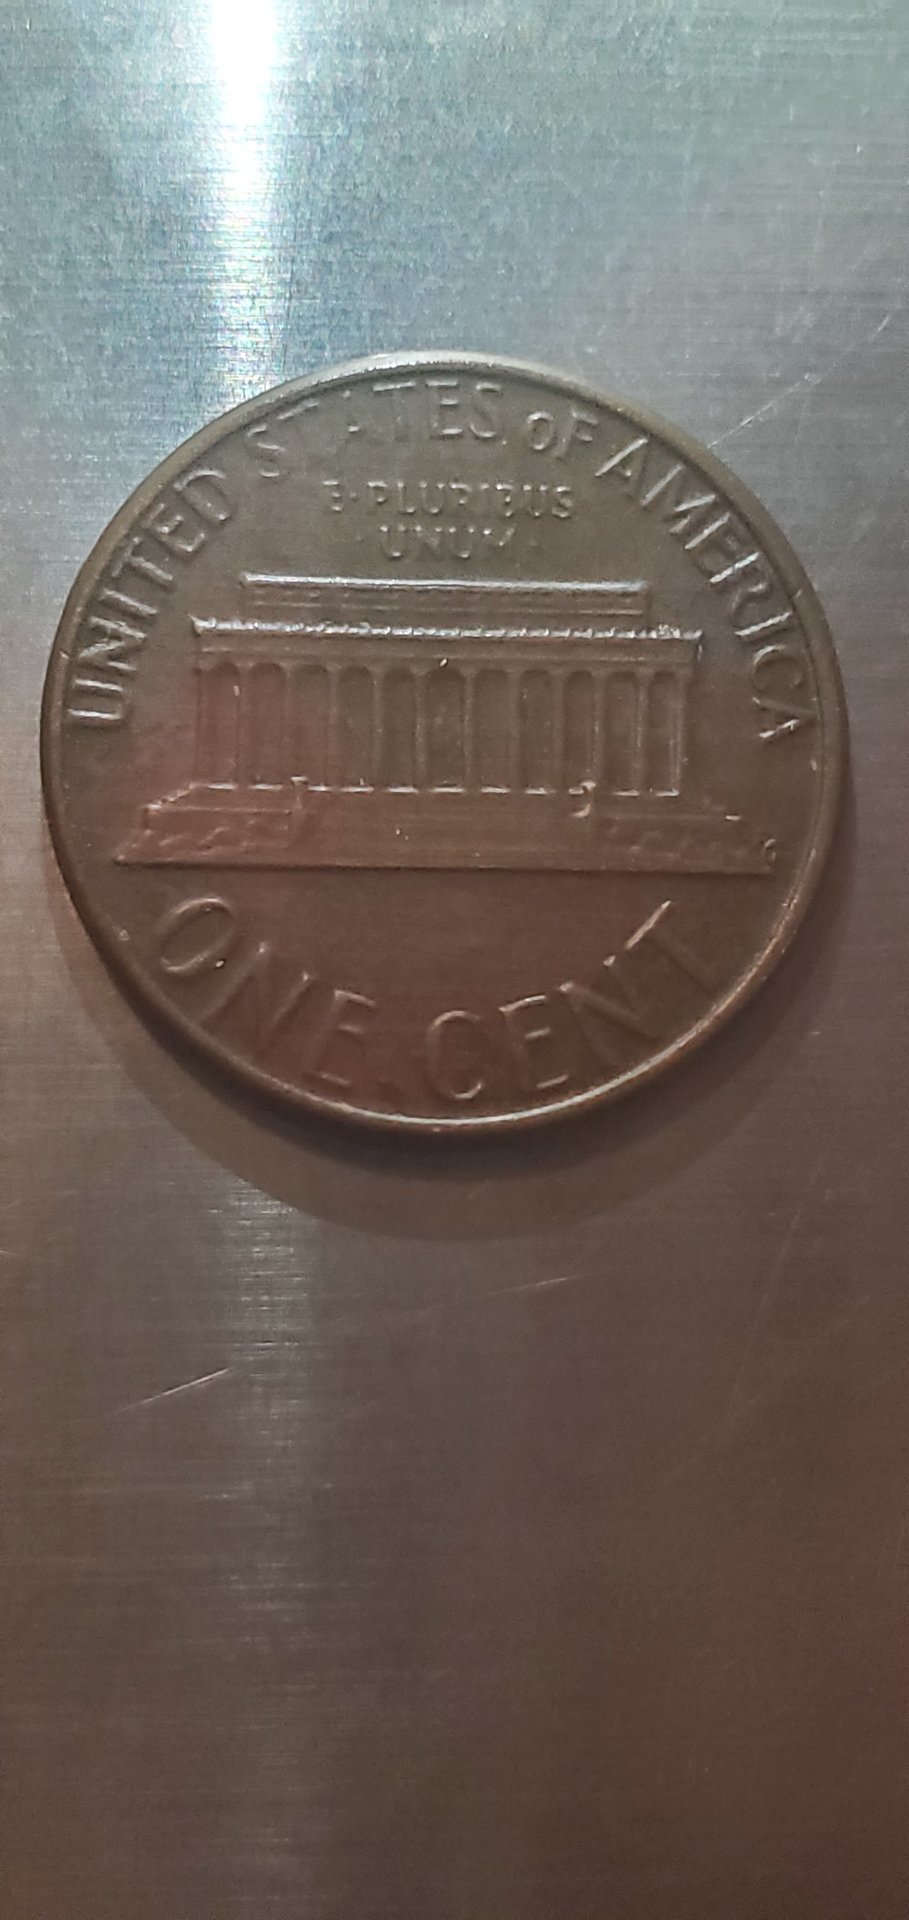 UNITED STATES OF AMERICA
E·PLURIBUS
UNUM
ONE CENT